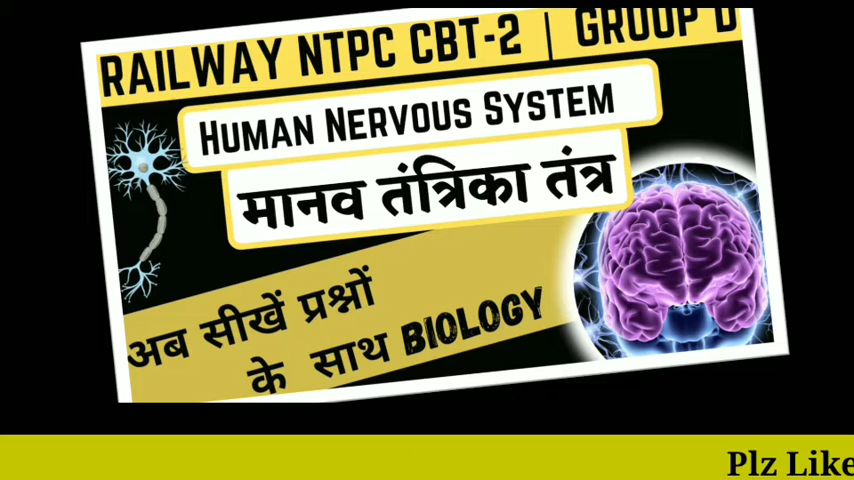 RAILWAY NTPC CBT-2 | GROUP D
HUMAN NERVOUS SYSTEM
मानव तंत्रिका तंत्र
अब सीखें प्रश्नों
के साथ BIOLOGY
Plz Like